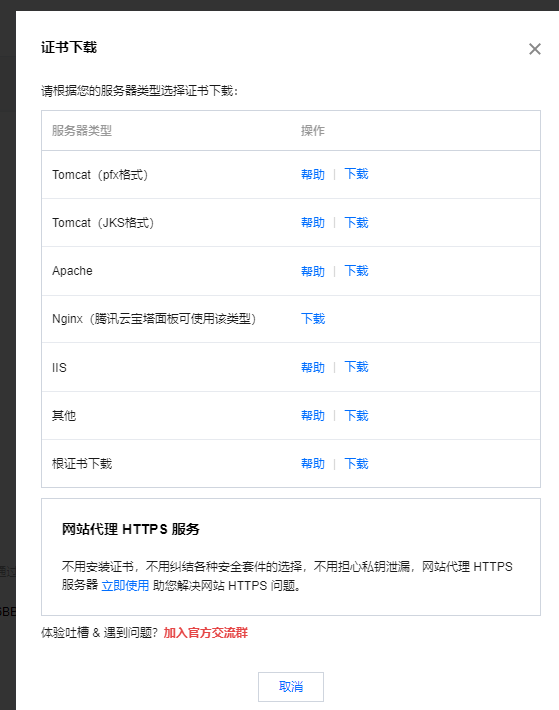 证书下载
请根据您的服务器类型选择证书下载：
服务器类型 操作
Tomcat（pfx格式） 帮助 | 下载
Tomcat（JKS格式） 帮助 | 下载
Apache 帮助 | 下载
Nginx（腾讯云宝塔面板可使用该类型） 下载
IIS 帮助 | 下载
其他 帮助 | 下载
根证书下载 帮助 | 下载
网站代理 HTTPS 服务
不用安装证书，不用纠结各种安全套件的选择，不用担心私钥泄漏，网站代理 HTTPS
服务器 立即使用 助您解决网站 HTTPS 问题。
体验吐槽 & 遇到问题？加入官方交流群
取消